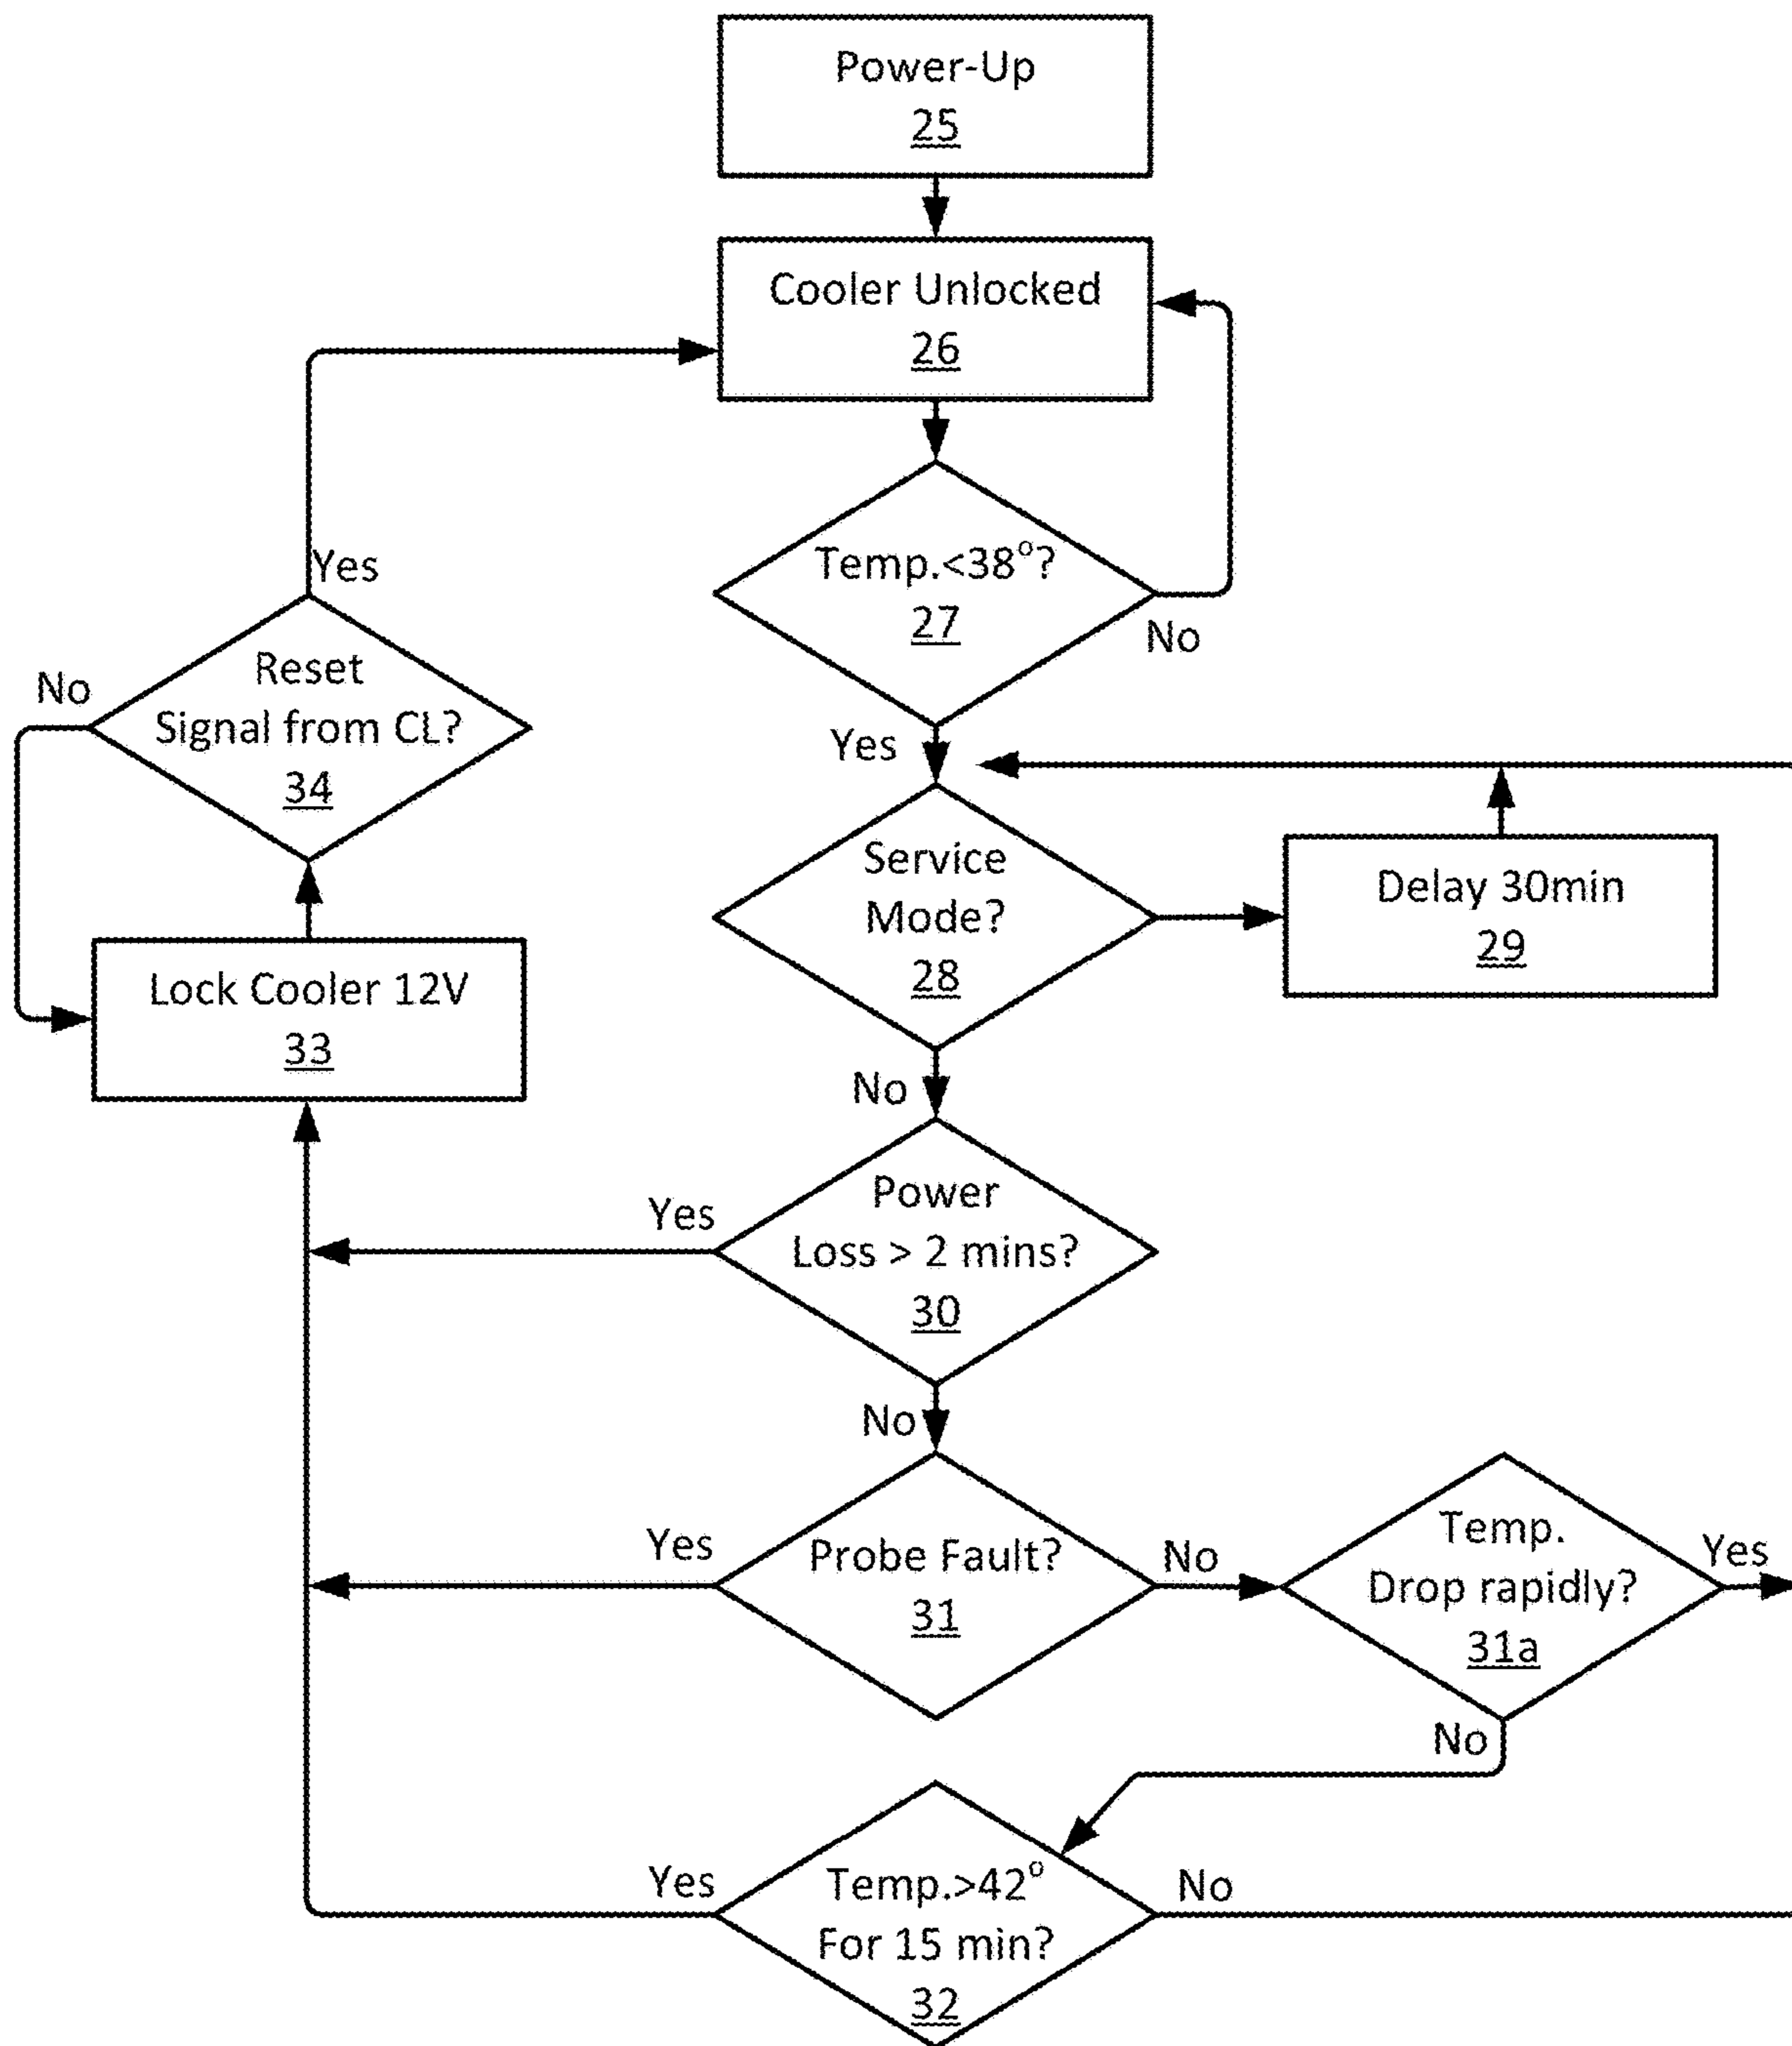 Power-Up
25
Cooler Unlocked
26
Temp.<38°?
27
No
Yes
Yes
Reset
Signal from CL?
34
No
Service
Mode?
28
Delay 30min
29
Lock Cooler 12V
33
No
Power
Loss > 2 mins?
30
Yes
No
Probe Fault?
31
Yes
No
Temp.
Drop rapidly?
31a
Yes
No
Temp.>42°
For 15 min?
32
Yes
No